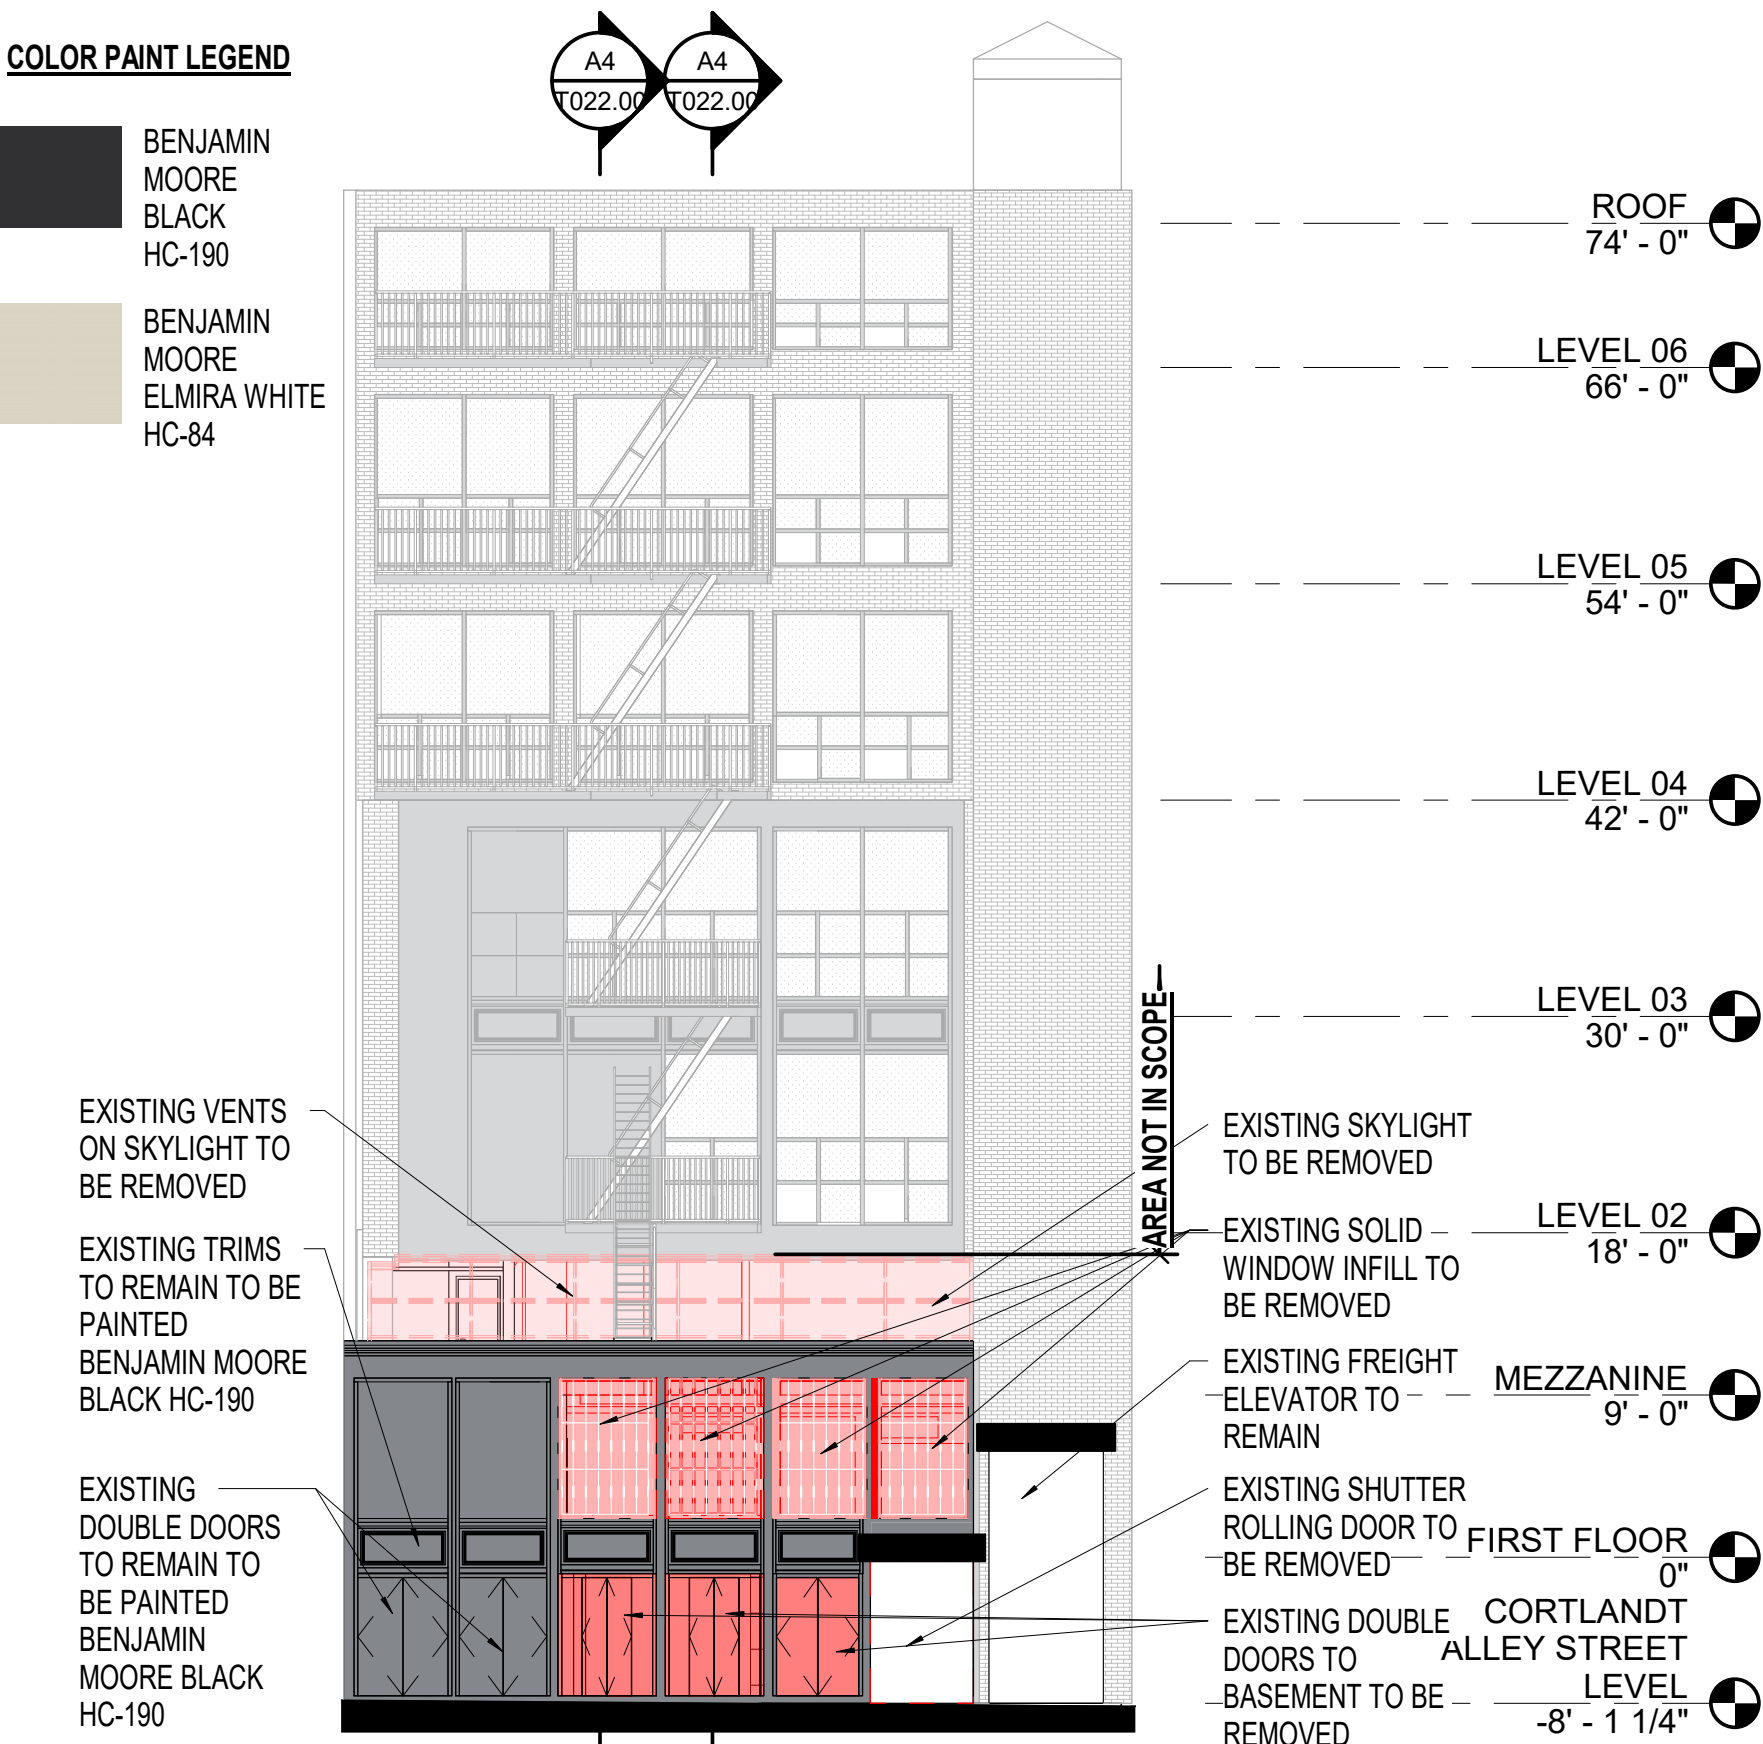 COLOR PAINT LEGEND
BENJAMIN
MOORE
BLACK
HC-190
BENJAMIN
MOORE
ELMIRA WHITE
HC-84
A4
T022.00
A4
T022.00
ROOF
74' - 0"
LEVEL 06
66' - 0"
LEVEL 05
54' - 0"
LEVEL 04
42' - 0"
LEVEL 03
30' - 0"
LEVEL 02
18' - 0"
MEZZANINE
9' - 0"
FIRST FLOOR
0"
CORTLANDT
ALLEY STREET
LEVEL
-8' - 1 1/4"
AREA NOT IN SCOPE
EXISTING VENTS
ON SKYLIGHT TO
BE REMOVED
EXISTING TRIMS
TO REMAIN TO BE
PAINTED
BENJAMIN MOORE
BLACK HC-190
EXISTING
DOUBLE DOORS
TO REMAIN TO
BE PAINTED
BENJAMIN
MOORE BLACK
HC-190
EXISTING SKYLIGHT
TO BE REMOVED
EXISTING SOLID
WINDOW INFILL TO
BE REMOVED
EXISTING FREIGHT
ELEVATOR TO
REMAIN
EXISTING SHUTTER
ROLLING DOOR TO
BE REMOVED
EXISTING DOUBLE
DOORS TO
BASEMENT TO BE
REMOVED